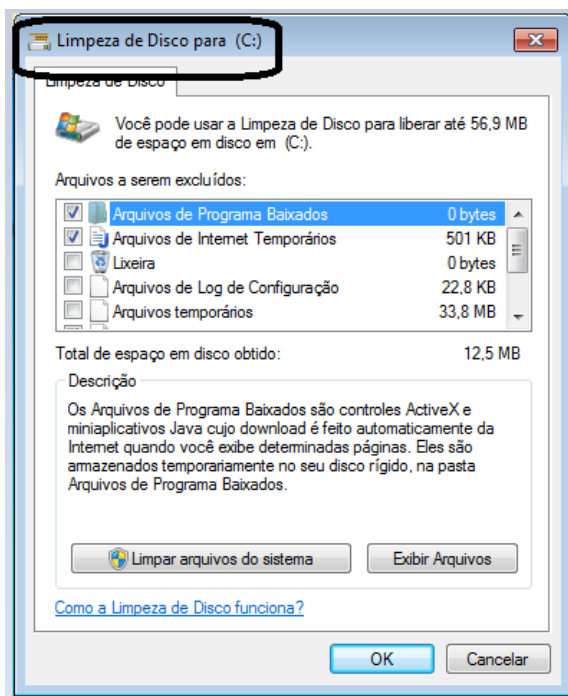 Limpeza de Disco para (C:)
Limpeza de Disco
Você pode usar a Limpeza de Disco para liberar até 56,9 MB
de espaço em disco em (C:).
Arquivos a serem excluídos:
Arquivos de Programa Baixados 0 bytes
Arquivos de Internet Temporários 501 KB
Lixeira 0 bytes
Arquivos de Log de Configuração 22,8 KB
Arquivos temporários 33,8 MB
Total de espaço em disco obtido: 12,5 MB
Descrição
Os Arquivos de Programa Baixados são controles ActiveX e
miniaplicativos Java cujo download é feito automaticamente da
Internet quando você exibe determinadas páginas. Eles são
armazenados temporariamente no seu disco rígido, na pasta
Arquivos de Programa Baixados.
Limpar arquivos do sistema Exibir Arquivos
Como a Limpeza de Disco funciona?
OK Cancelar